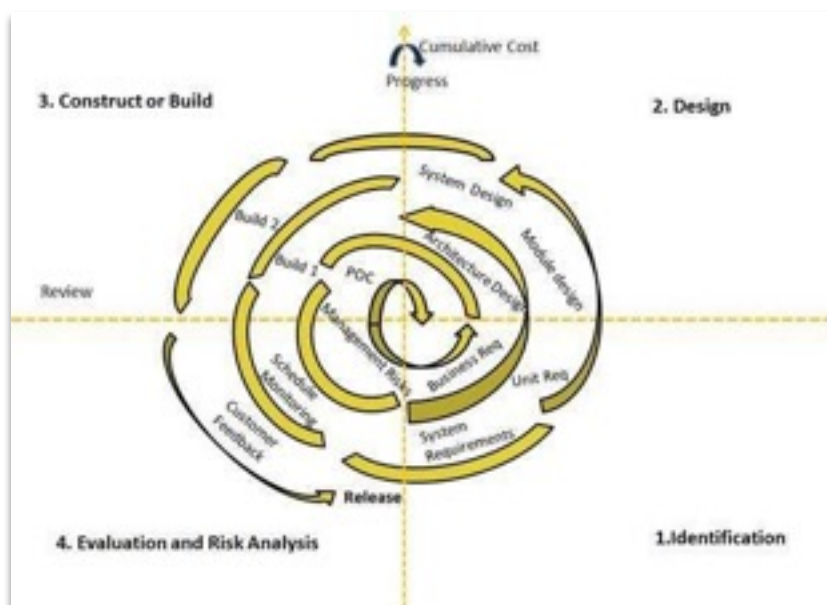 Cumulative Cost
Progress
3. Construct or Build
2. Design
System Design
Build 2
Module design
Architecture Design
Build 1
POC
Review
Management Risks
Business Req
Unit Req
Schedule
Monitoring
Customer
Feedback
System
Requirements
Release
4. Evaluation and Risk Analysis
1.Identification